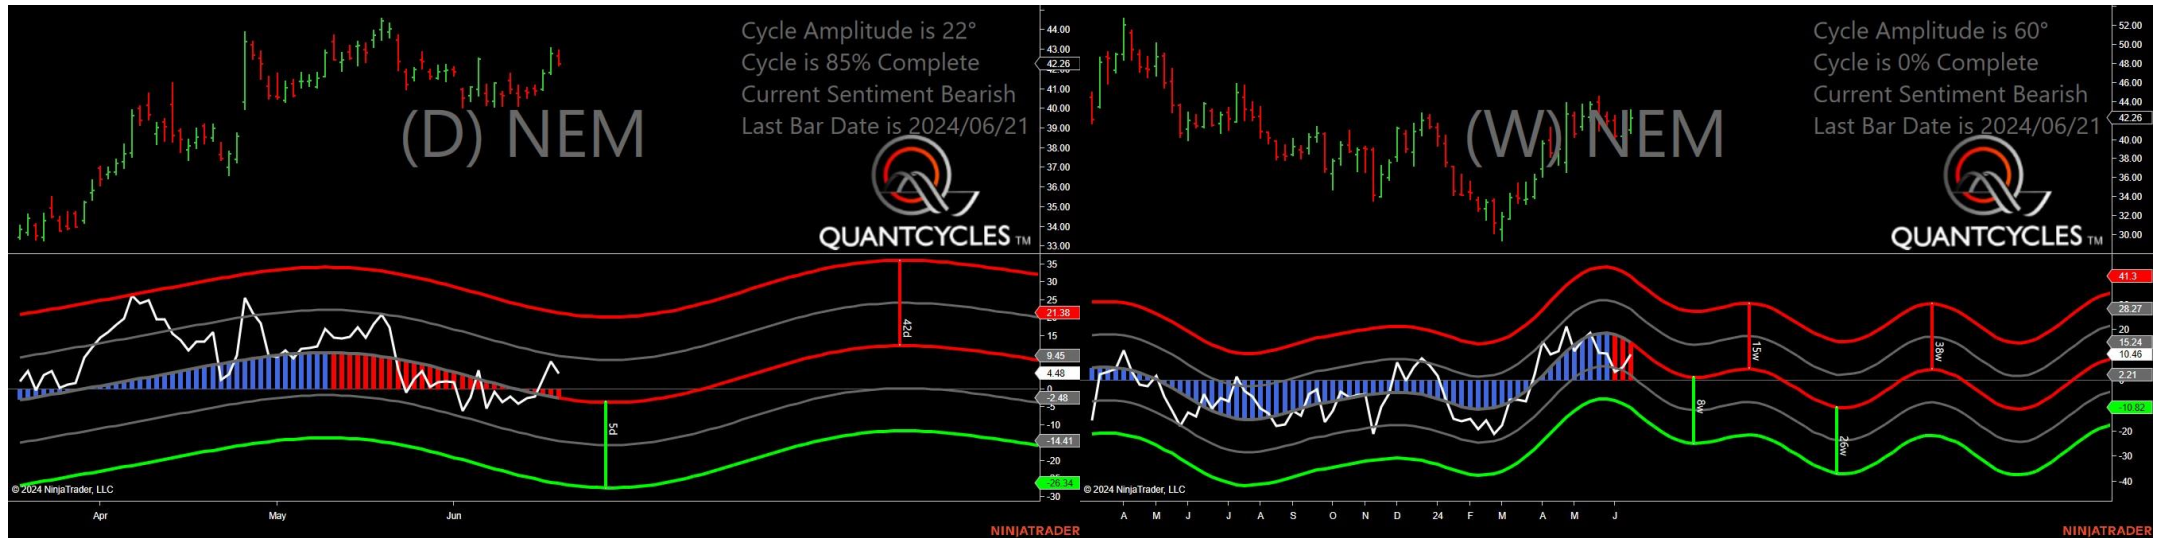 Cycle Amplitude is 22°
Cycle is 85% Complete
Current Sentiment Bearish
Last Bar Date is 2024/06/21
(D) NEM
QUANTCYCLES TM
44.00
43.00
42.26
41.00
40.00
39.00
38.00
37.00
36.00
35.00
34.00
33.00
35
30
25
21.38
15
9.45
4.48
0
-2.48
-5
-10
-14.41
-20
-26.34
-30
42d
5d
© 2024 NinjaTrader, LLC
Apr May Jun
NINJATRADER
Cycle Amplitude is 60°
Cycle is 0% Complete
Current Sentiment Bearish
Last Bar Date is 2024/06/21
(W) NEM
QUANTCYCLES TM
52.00
50.00
48.00
46.00
44.00
42.26
40.00
38.00
36.00
34.00
32.00
30.00
41.3
28.27
20
15.24
10.46
2.21
-10.82
-20
-30
-40
15w
38w
8w
26w
© 2024 NinjaTrader, LLC
A M J J A S O N D 24 F M A M J
NINJATRADER